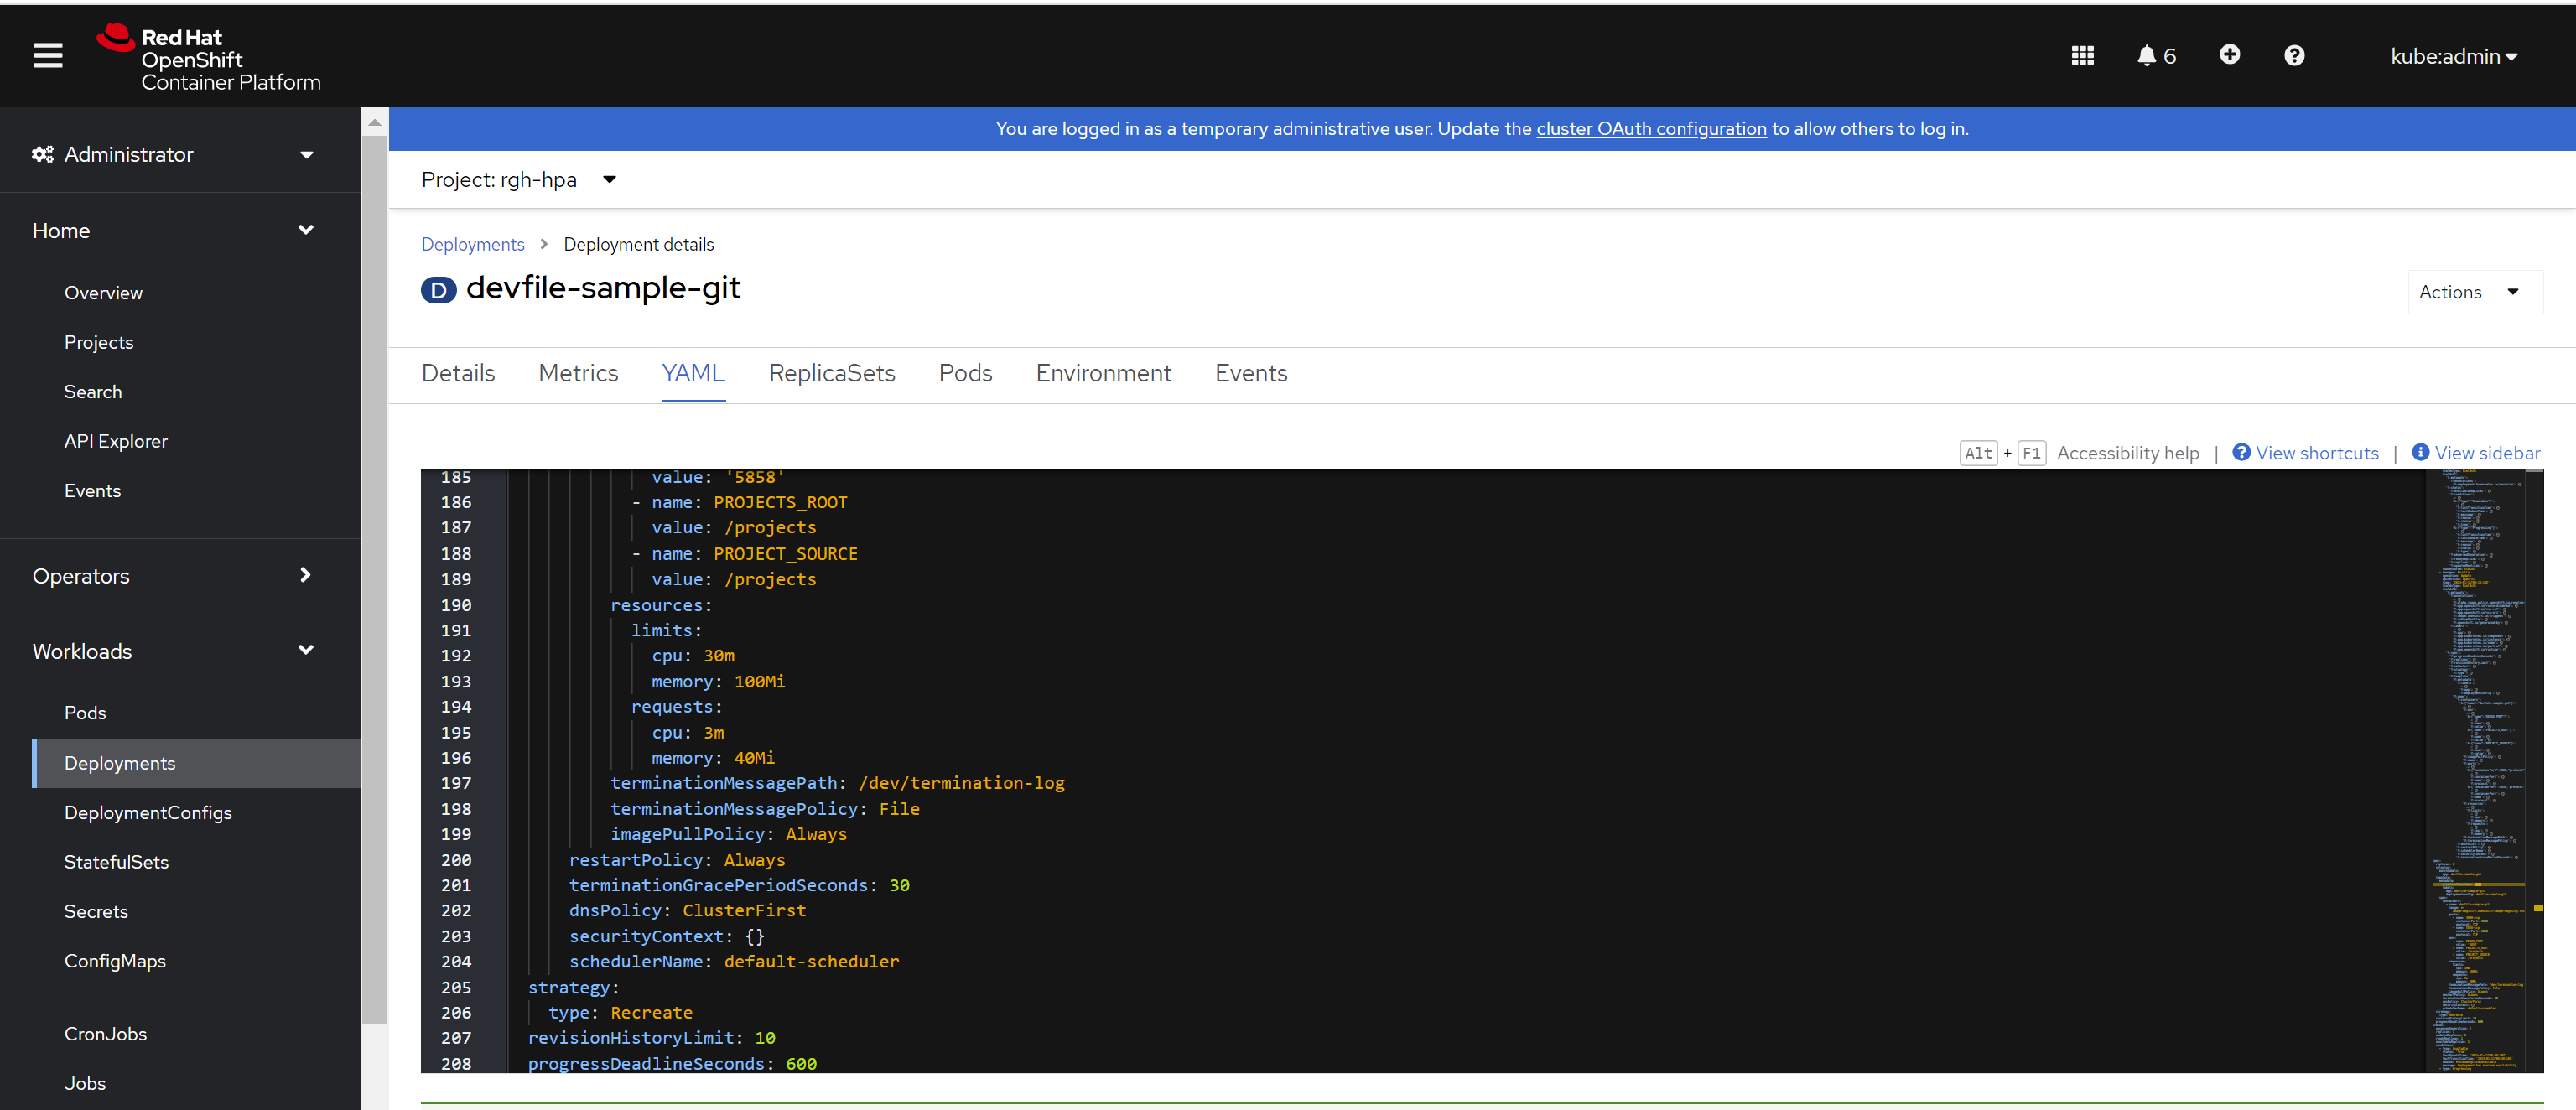 Red Hat
OpenShift
Container Platform
6
kube:admin
Administrator
Home
Overview
Projects
Search
API Explorer
Events
Operators
Workloads
Pods
Deployments
DeploymentConfigs
StatefulSets
Secrets
ConfigMaps
CronJobs
Jobs
You are logged in as a temporary administrative user. Update the cluster OAuth configuration to allow others to log in.
Project: rgh-hpa
Deployments > Deployment details
D devfile-sample-git
Actions
Details Metrics YAML ReplicaSets Pods Environment Events
Alt + F1 Accessibility help | View shortcuts | View sidebar
185 value: '5858'
186 - name: PROJECTS_ROOT
187 value: /projects
188 - name: PROJECT_SOURCE
189 value: /projects
190 resources:
191 limits:
192 cpu: 30m
193 memory: 100Mi
194 requests:
195 cpu: 3m
196 memory: 40Mi
197 terminationMessagePath: /dev/termination-log
198 terminationMessagePolicy: File
199 imagePullPolicy: Always
200 restartPolicy: Always
201 terminationGracePeriodSeconds: 30
202 dnsPolicy: ClusterFirst
203 securityContext: {}
204 schedulerName: default-scheduler
205 strategy:
206 type: Recreate
207 revisionHistoryLimit: 10
208 progressDeadlineSeconds: 600